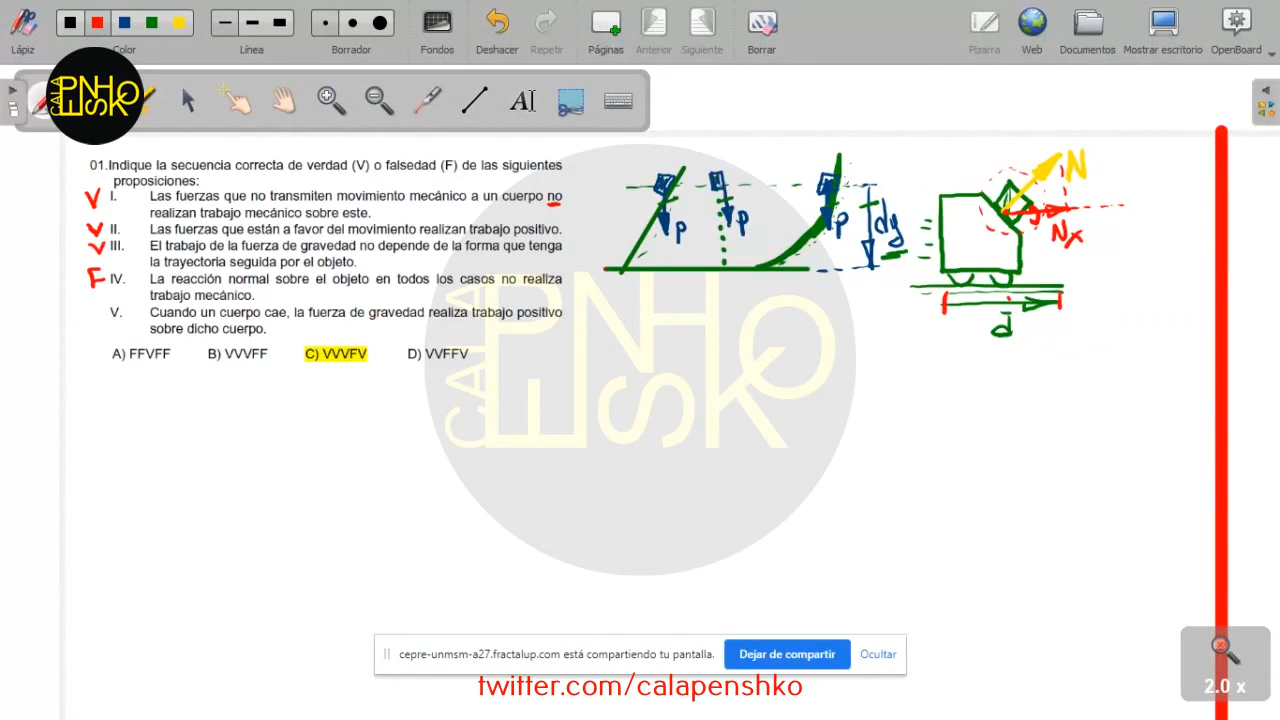 Lápiz Color Línea Borrador Fondos Deshacer Repetir Páginas Anterior Siguiente Borrar Pizarra Web Documentos Mostrar escritorio OpenBoard
CALA PENSHKO
AI
01.Indique la secuencia correcta de verdad (V) o falsedad (F) de las siguientes
proposiciones:
V I. Las fuerzas que no transmiten movimiento mecánico a un cuerpo no
realizan trabajo mecánico sobre este.
V II. Las fuerzas que están a favor del movimiento realizan trabajo positivo.
V III. El trabajo de la fuerza de gravedad no depende de la forma que tenga
la trayectoria seguida por el objeto.
F IV. La reacción normal sobre el objeto en todos los casos no realiza
trabajo mecánico.
V. Cuando un cuerpo cae, la fuerza de gravedad realiza trabajo positivo
sobre dicho cuerpo.
A) FFVFF B) VVVFF C) VVVFV D) VVFFV
P P P dy
N
Nx
d
CALA PENSHKO
cepre-unmsm-a27.fractalup.com está compartiendo tu pantalla. Dejar de compartir Ocultar
twitter.com/calapenshko
2.0 x